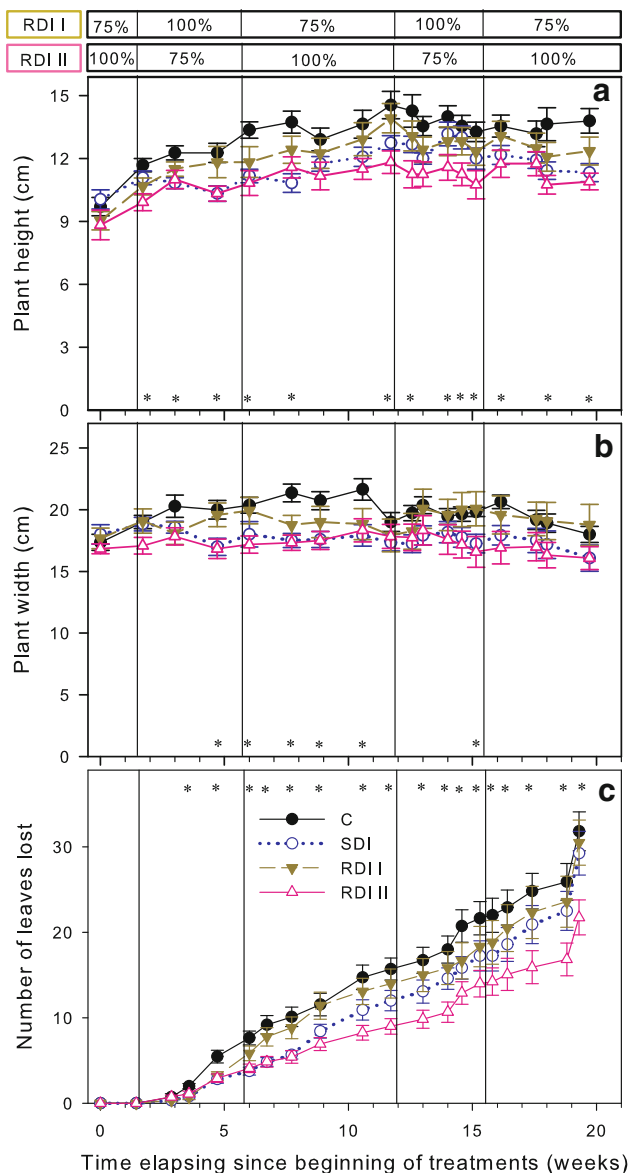 RDI I 75% 100% 75% 100% 75%
RDI II 100% 75% 100% 75% 100%
a
15
12
9
6
3
0
Plant height (cm)
* * * * * * * * * * * * *
b
25
20
15
10
5
0
Plant width (cm)
* * * * * *
c
* * * * * * * * * * * * * * * * *
C
SDI
RDI I
RDI II
30
20
10
0
Number of leaves lost
0 5 10 15 20
Time elapsing since beginning of treatments (weeks)